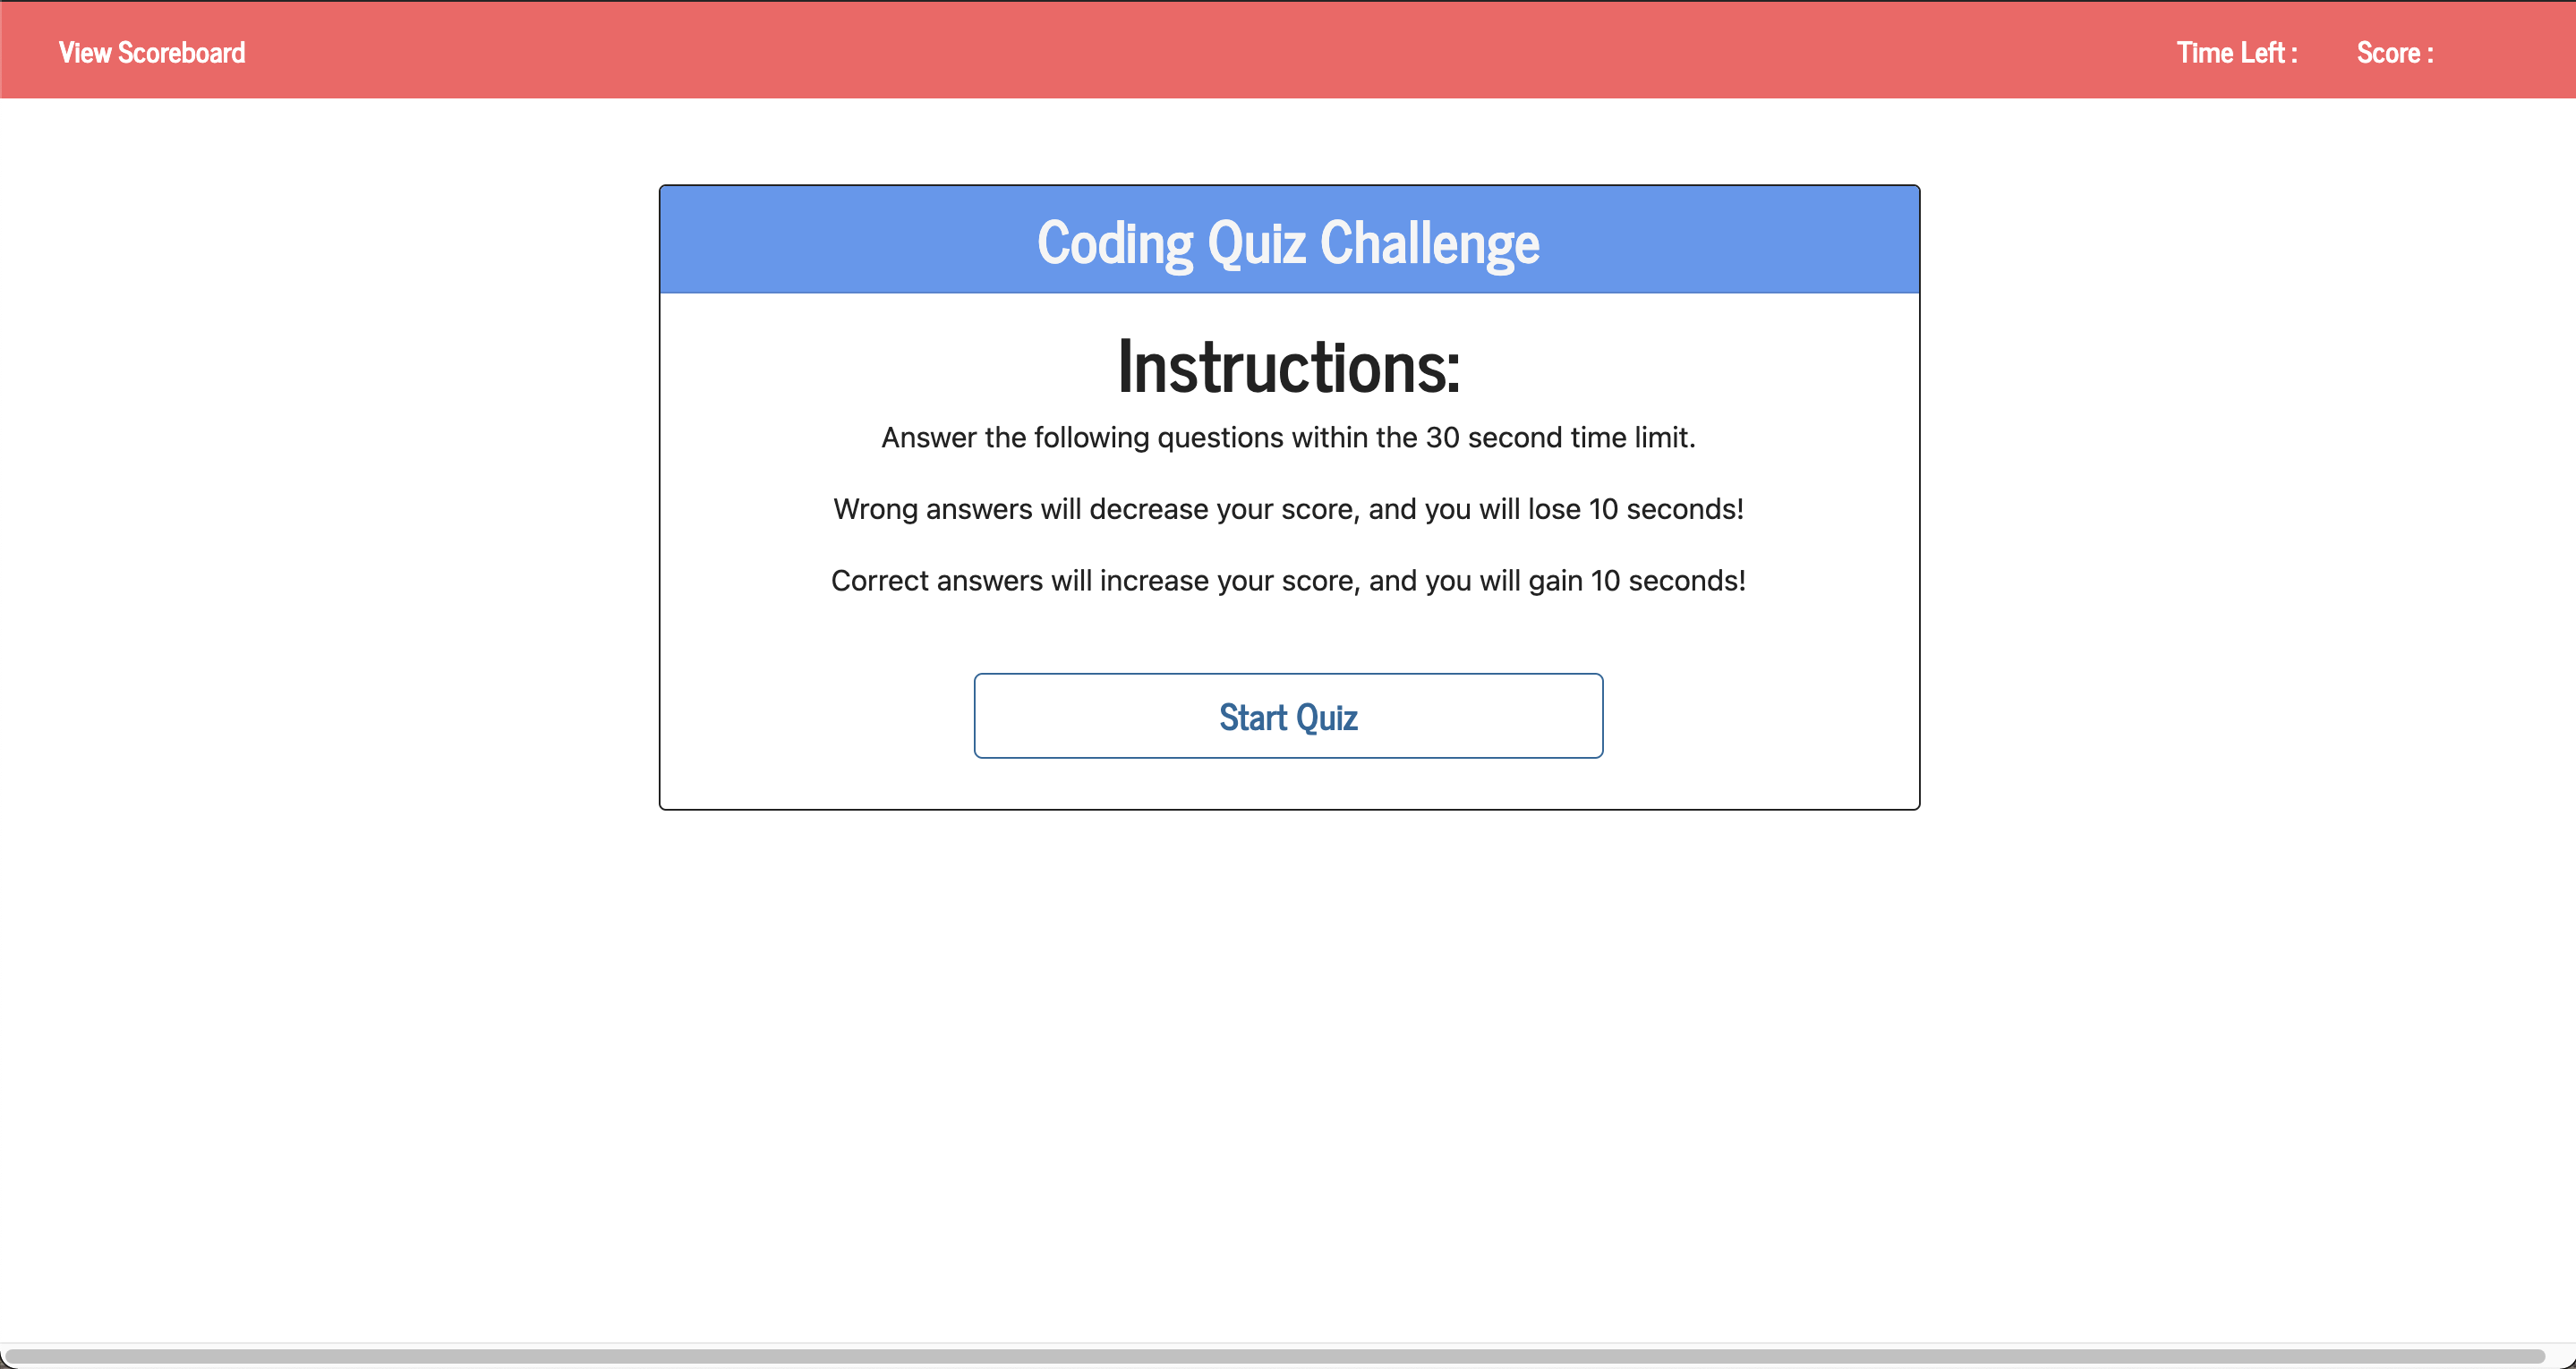 View Scoreboard
Time Left :
Score :
Coding Quiz Challenge
Instructions:
Answer the following questions within the 30 second time limit.
Wrong answers will decrease your score, and you will lose 10 seconds!
Correct answers will increase your score, and you will gain 10 seconds!
Start Quiz